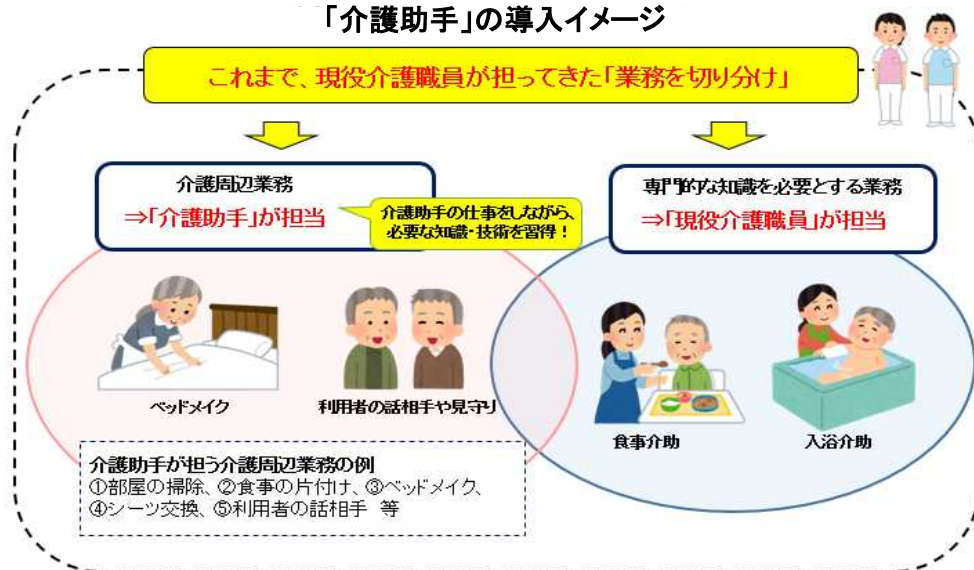 「介護助手」の導入イメージ
これまで、現役介護職員が担ってきた「業務を切り分け」
介護周辺業務
⇒「介護助手」が担当
介護助手の仕事をしながら、
必要な知識・技術を習得！
専門的な知識を必要とする業務
⇒「現役介護職員」が担当
ベッドメイク
利用者の話相手や見守り
食事介助
入浴介助
介護助手が担う介護周辺業務の例
①部屋の掃除、②食事の片付け、③ベッドメイク、
④シーツ交換、⑤利用者の話相手 等